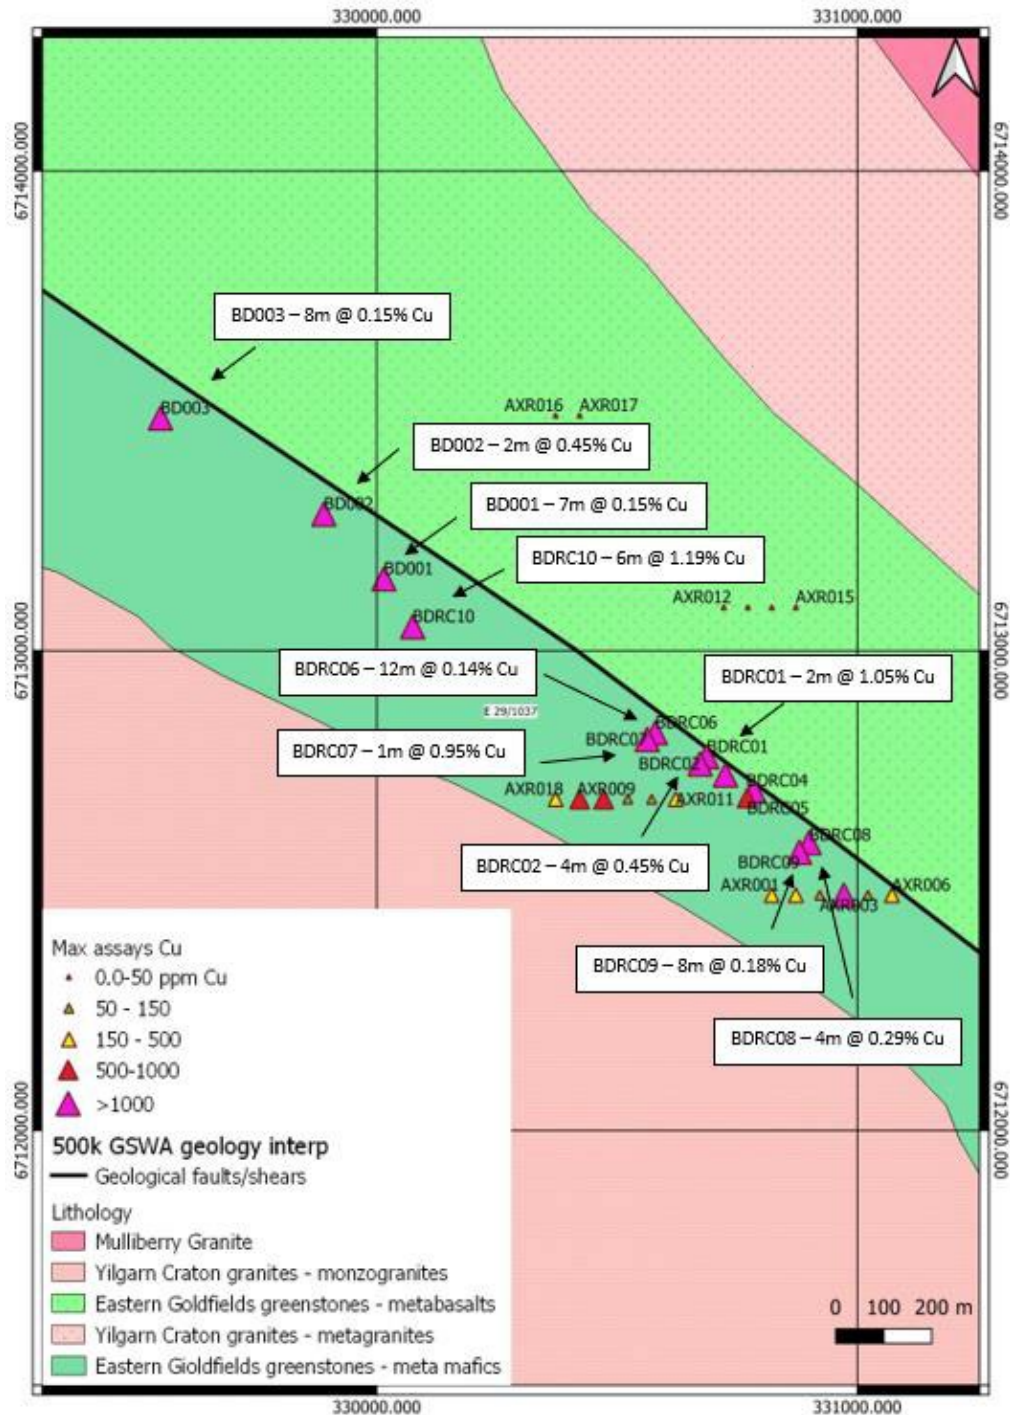 330000.000
331000.000
6714000.000
6714000.000
BD003 – 8m @ 0.15% Cu
BD003
AXR016
AXR017
BD002 – 2m @ 0.45% Cu
BD002
BD001 – 7m @ 0.15% Cu
BDRC10 – 6m @ 1.19% Cu
BD001
AXR012
AXR015
BDRC10
6713000.000
6713000.000
BDRC06 – 12m @ 0.14% Cu
BDRC01 – 2m @ 1.05% Cu
E 29/1037
BDRC06
BDRC07
BDRC07 – 1m @ 0.95% Cu
BDRC01
BDRC02
BDRC04
AXR018
AXR009
AXR011
BDRC05
BDRC08
BDRC02 – 4m @ 0.45% Cu
BDRC09
AXR001
AXR006
AXR003
BDRC09 – 8m @ 0.18% Cu
BDRC08 – 4m @ 0.29% Cu
Max assays Cu
0.0-50 ppm Cu
50 - 150
150 - 500
500-1000
>1000
6712000.000
6712000.000
500k GSWA geology interp
Geological faults/shears
Lithology
Mulliberry Granite
Yilgarn Craton granites - monzogranites
Eastern Goldfields greenstones - metabasalts
Yilgarn Craton granites - metagranites
Eastern Gioldfields greenstones - meta mafics
0 100 200 m
330000.000
331000.000